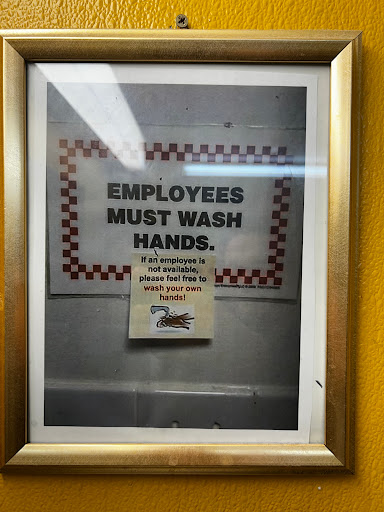 EMPLOYEES
MUST WASH
HANDS.
If an employee is
not available,
please feel free to
wash your own
hands!